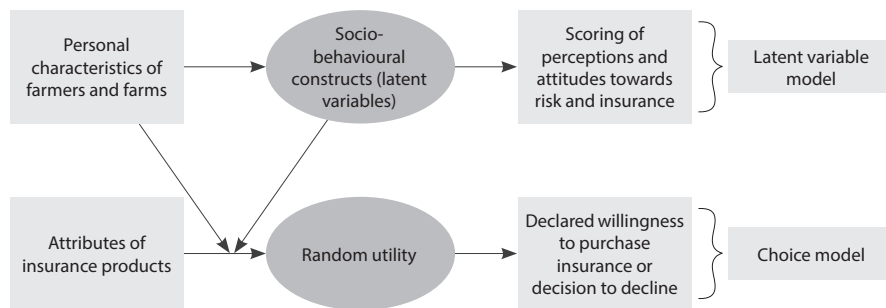 Personal
characteristics of
farmers and farms
Socio-
behavioural
constructs (latent
variables)
Scoring of
perceptions and
attitudes towards
risk and insurance
Latent variable
model
Attributes of
insurance products
Random utility
Declared willingness
to purchase
insurance or
decision to decline
Choice model